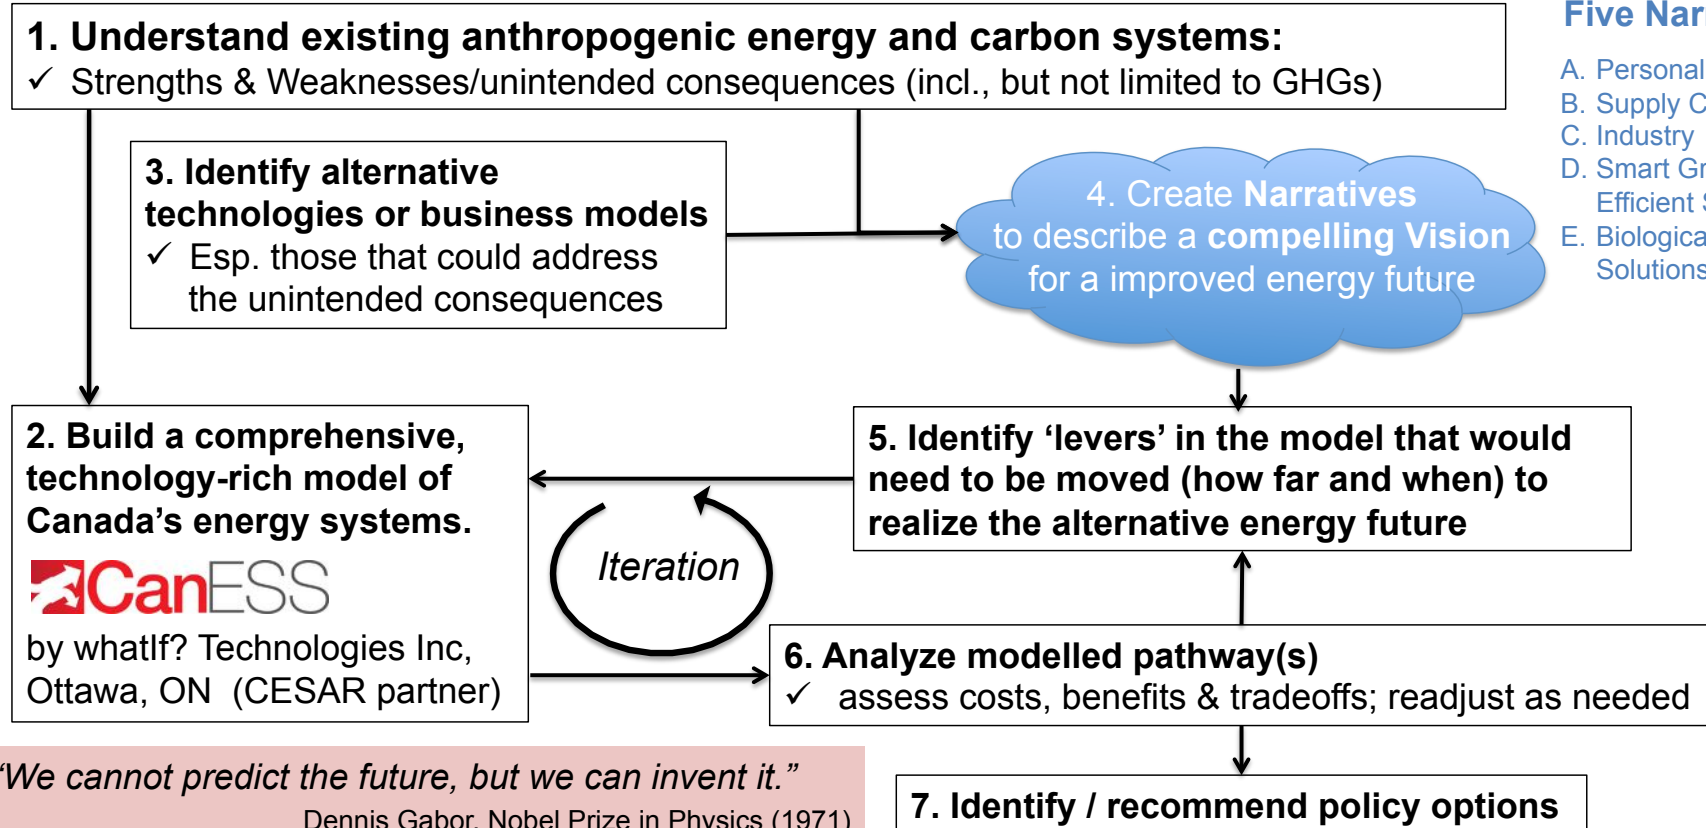 1. Understand existing anthropogenic energy and carbon systems:
✓ Strengths & Weaknesses/unintended consequences (incl., but not limited to GHGs)
3. Identify alternative
technologies or business models
✓ Esp. those that could address
the unintended consequences
4. Create Narratives
to describe a compelling Vision
for a improved energy future
Five
A. Personal
B. Supply
C. Industry
D. Smart
Efficient
E.
Solutions
2. Build a comprehensive,
technology-rich model of
Canada’s energy systems.
CanESS
by whatIf? Technologies Inc,
Ottawa, ON (CESAR partner)
5. Identify ‘levers’ in the model that would
need to be moved (how far and when) to
realize the alternative energy future
Iteration
6. Analyze modelled pathway(s)
✓ assess costs, benefits & tradeoffs; readjust as needed
“We cannot predict the future, but we can invent it.”
Dennis Gabor, Nobel Prize in Physics (1971)
7. Identify / recommend policy options